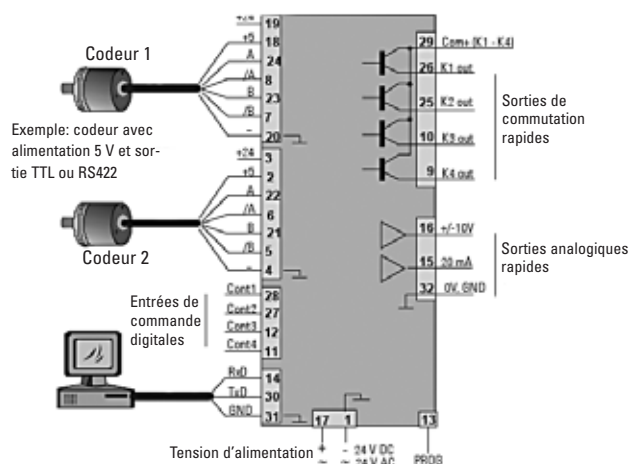 Codeur 1
Exemple: codeur avec
alimentation 5 V et sor-
tie TTL ou RS422
+24 19
+5 18
A 24
/A 8
B 23
/B 7
- 20
Codeur 2
+24 3
+5 2
A 22
/A 6
B 21
/B 5
- 4
Entrées de
commande
digitales
Cont1 28
Cont2 27
Cont3 12
Cont4 11
RxD 14
TxD 30
GND 31
29 Com+ (K1 - K4)
26 K1 out
25 K2 out
10 K3 out
9 K4 out
Sorties de
commutation
rapides
16 +/-10V
15 20 mA
32 0V, GND
Sorties analogiques
rapides
17 1 13
Tension d'alimentation + - 24 V DC
~ ~ 24 V AC PROG